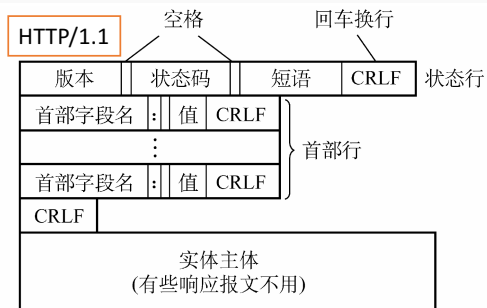 空格 回车换行
HTTP/1.1
版本 状态码 短语 CRLF 状态行
首部字段名 : 值 CRLF
⋮ 首部行
首部字段名 : 值 CRLF
CRLF
实体主体
(有些响应报文不用)